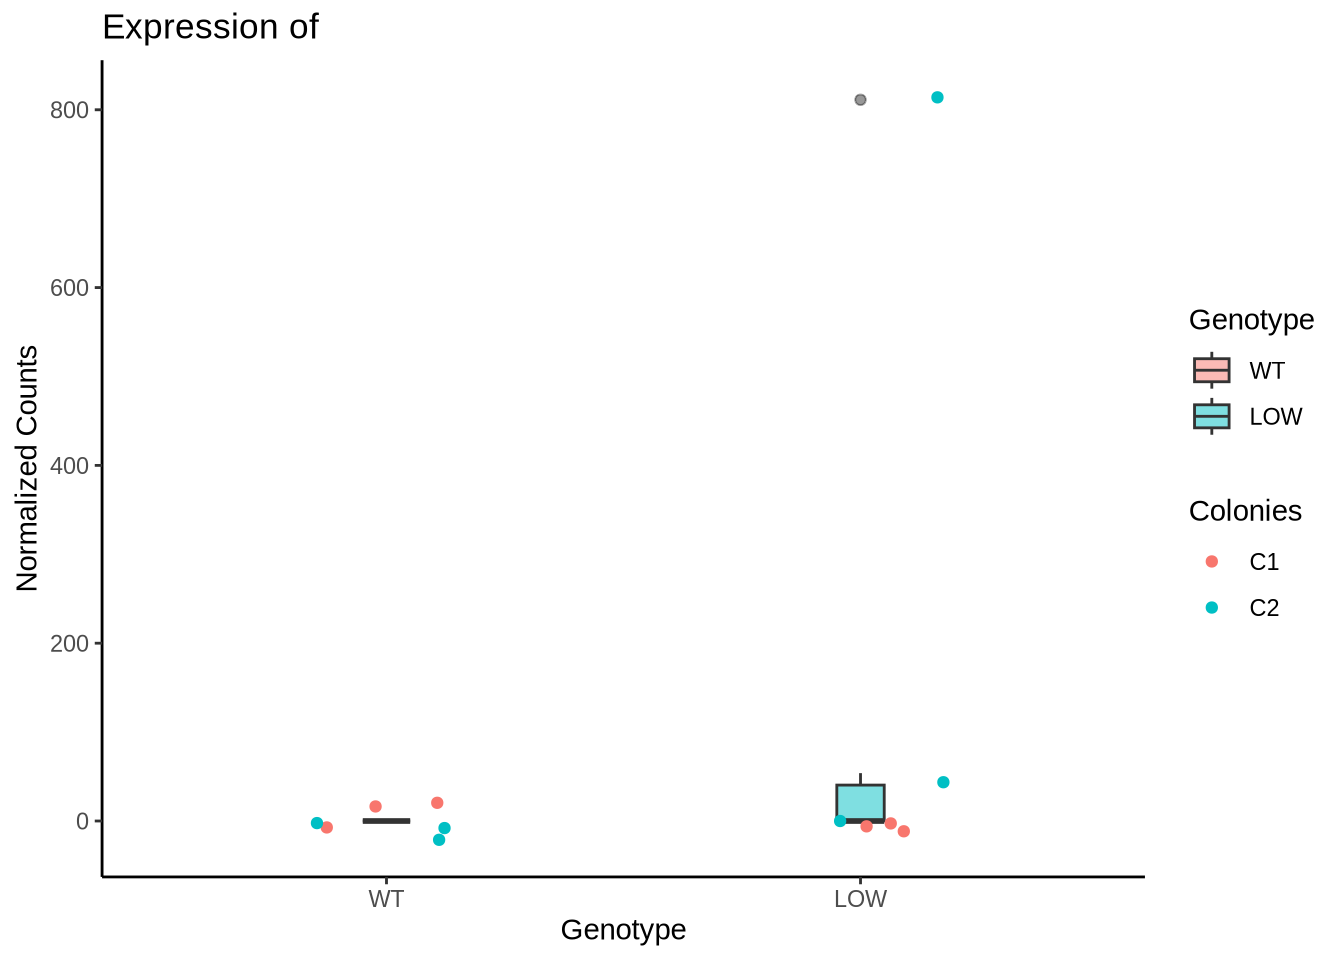 Expression of
Normalized Counts
800
600
400
200
0
WT
LOW
Genotype
Genotype
WT
LOW
Colonies
C1
C2